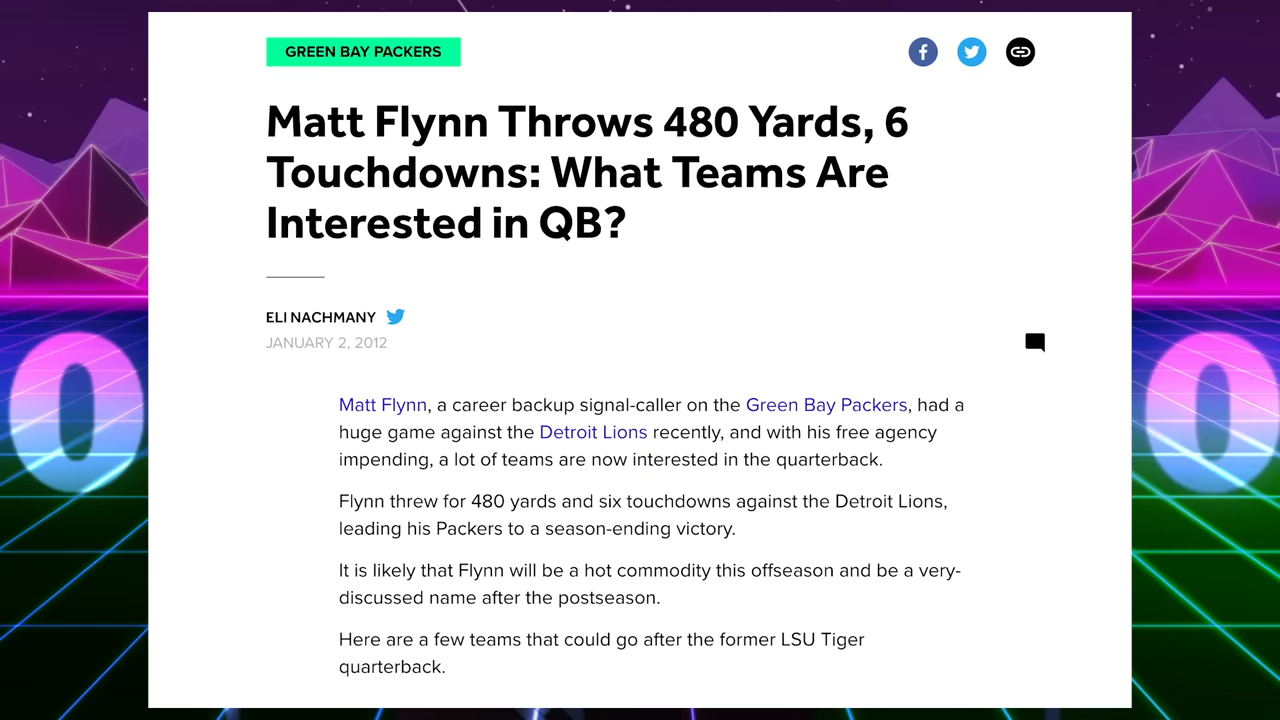 GREEN BAY PACKERS
Matt Flynn Throws 480 Yards, 6
Touchdowns: What Teams Are
Interested in QB?
ELI NACHMANY
JANUARY 2, 2012
Matt Flynn, a career backup signal-caller on the Green Bay Packers, had a
huge game against the Detroit Lions recently, and with his free agency
impending, a lot of teams are now interested in the quarterback.
Flynn threw for 480 yards and six touchdowns against the Detroit Lions,
leading his Packers to a season-ending victory.
It is likely that Flynn will be a hot commodity this offseason and be a very-
discussed name after the postseason.
Here are a few teams that could go after the former LSU Tiger
quarterback.
0
0